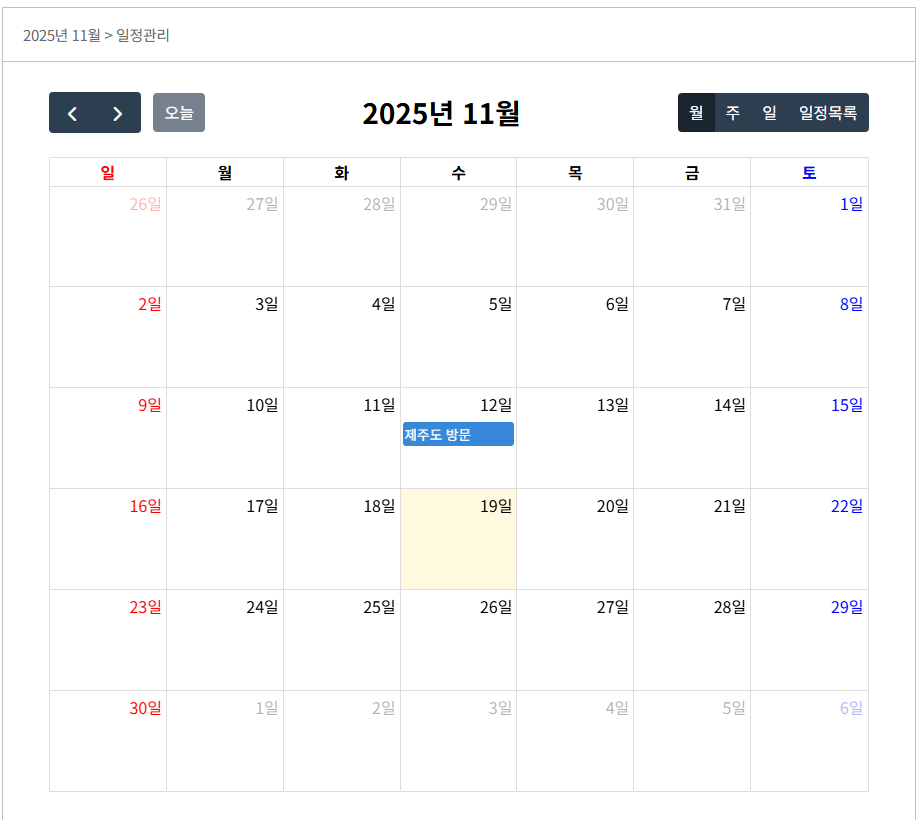 2025년 11월 > 일정관리
오늘 2025년 11월 월 주 일 일정목록
일 월 화 수 목 금 토
26일 27일 28일 29일 30일 31일 1일
2일 3일 4일 5일 6일 7일 8일
9일 10일 11일 12일 13일 14일 15일
제주도 방문
16일 17일 18일 19일 20일 21일 22일
23일 24일 25일 26일 27일 28일 29일
30일 1일 2일 3일 4일 5일 6일